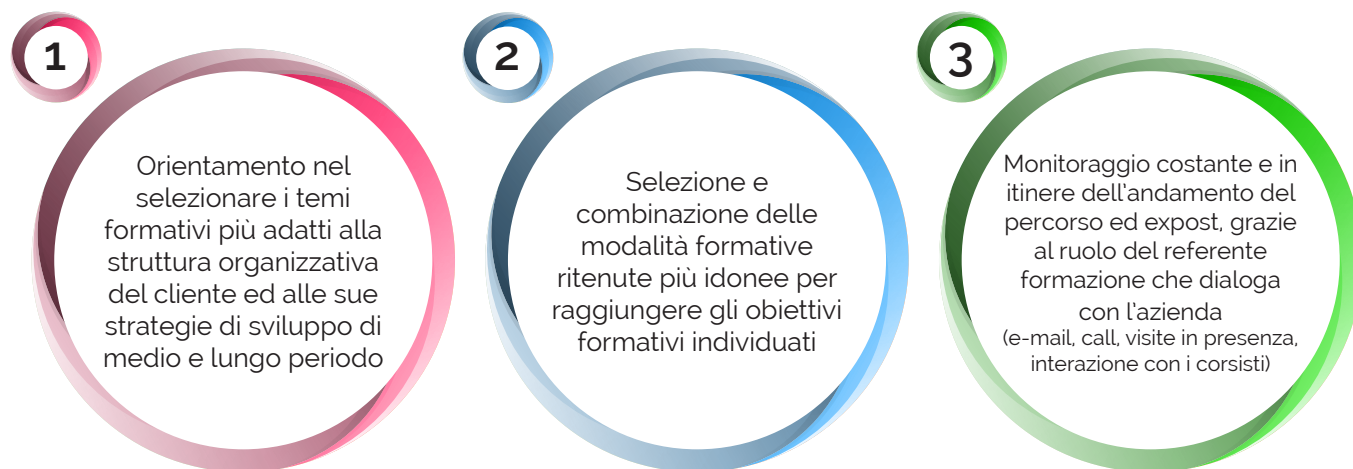 1
Orientamento nel
selezionare i temi
formativi più adatti alla
struttura organizzativa
del cliente ed alle sue
strategie di sviluppo di
medio e lungo periodo
2
Selezione e
combinazione delle
modalità formative
ritenute più idonee per
raggiungere gli obiettivi
formativi individuati
3
Monitoraggio costante e in
itinere dell'andamento del
percorso ed expost, grazie
al ruolo del referente
formazione che dialoga
con l'azienda
(e-mail, call, visite in presenza,
interazione con i corsisti)